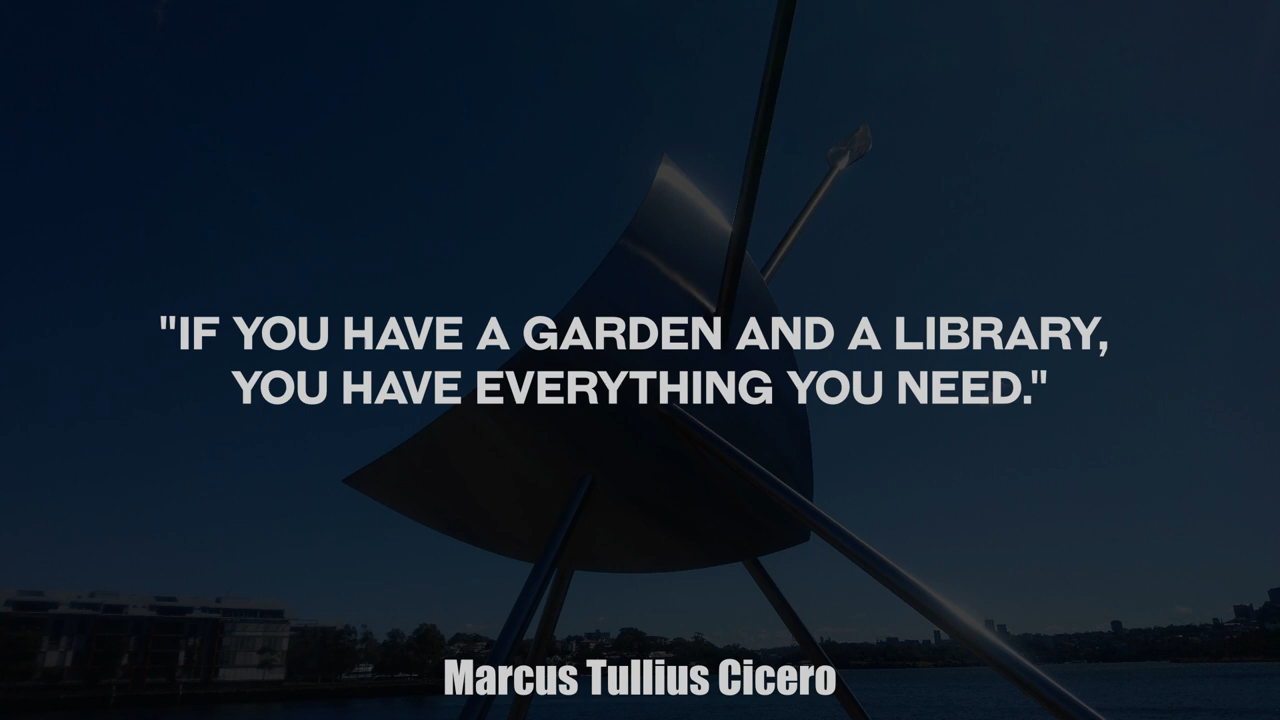 "IF YOU HAVE A GARDEN AND A LIBRARY,
YOU HAVE EVERYTHING YOU NEED."
Marcus Tullius Cicero